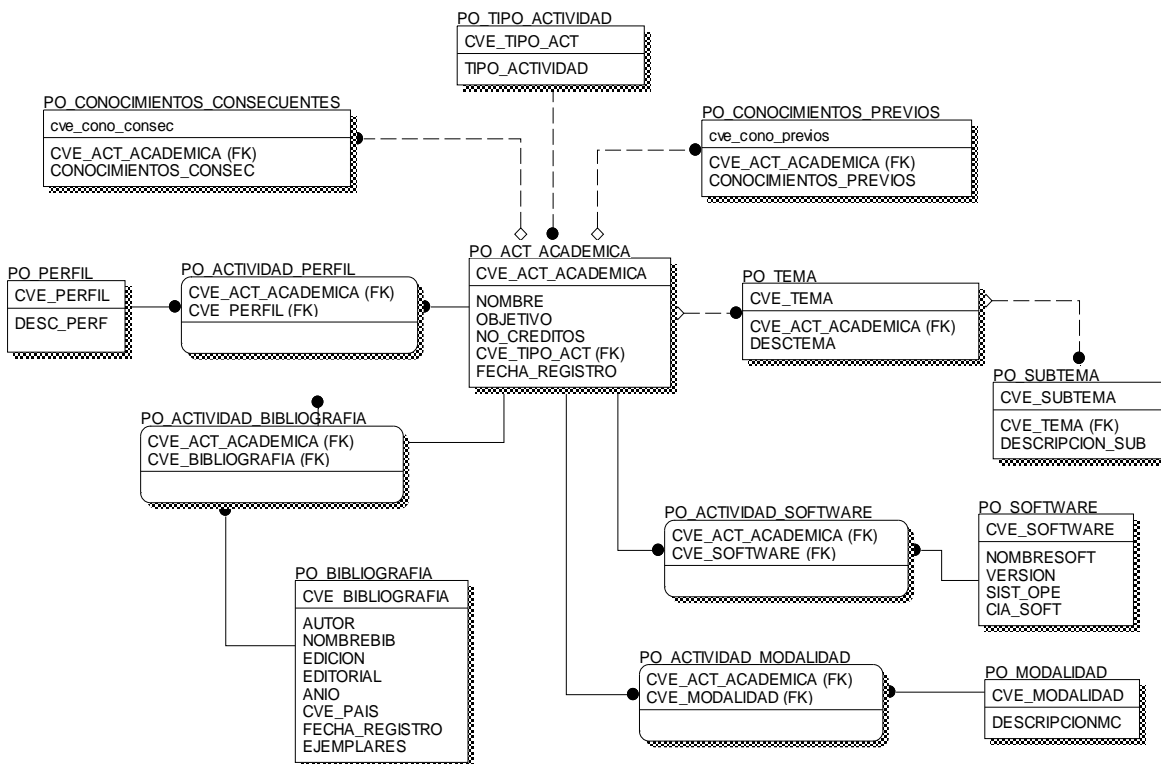 PO_TIPO_ACTIVIDAD
CVE_TIPO_ACT
TIPO_ACTIVIDAD
PO_CONOCIMIENTOS_CONSECUENTES
cve_cono_consec
CVE_ACT_ACADEMICA (FK)
CONOCIMIENTOS_CONSEC
PO_CONOCIMIENTOS_PREVIOS
cve_cono_previos
CVE_ACT_ACADEMICA (FK)
CONOCIMIENTOS_PREVIOS
PO_PERFIL
CVE_PERFIL
DESC_PERF
PO_ACTIVIDAD_PERFIL
CVE_ACT_ACADEMICA (FK)
CVE_PERFIL (FK)
PO_ACT_ACADEMICA
CVE_ACT_ACADEMICA
NOMBRE
OBJETIVO
NO_CREDITOS
CVE_TIPO_ACT (FK)
FECHA_REGISTRO
PO_TEMA
CVE_TEMA
CVE_ACT_ACADEMICA (FK)
DESCTEMA
PO_SUBTEMA
CVE_SUBTEMA
CVE_TEMA (FK)
DESCRIPCION_SUB
PO_ACTIVIDAD_BIBLIOGRAFIA
CVE_ACT_ACADEMICA (FK)
CVE_BIBLIOGRAFIA (FK)
PO_ACTIVIDAD_SOFTWARE
CVE_ACT_ACADEMICA (FK)
CVE_SOFTWARE (FK)
PO_SOFTWARE
CVE_SOFTWARE
NOMBRESOFT
VERSION
SIST_OPE
CIA_SOFT
PO_BIBLIOGRAFIA
CVE_BIBLIOGRAFIA
AUTOR
NOMBREBIB
EDICION
EDITORIAL
ANIO
CVE_PAIS
FECHA_REGISTRO
EJEMPLARES
PO_ACTIVIDAD_MODALIDAD
CVE_ACT_ACADEMICA (FK)
CVE_MODALIDAD (FK)
PO_MODALIDAD
CVE_MODALIDAD
DESCRIPCIONMC